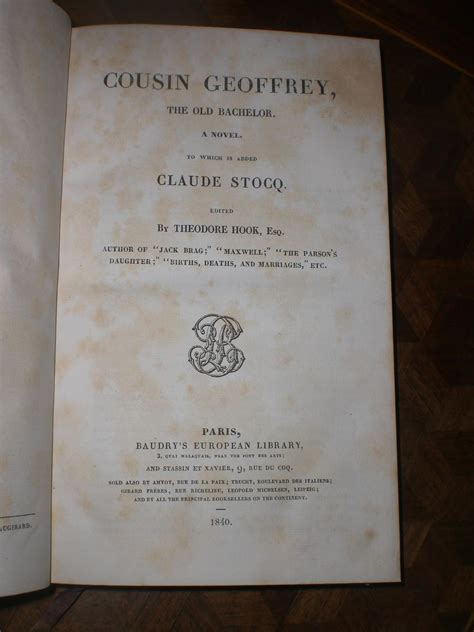 COUSIN GEOFFREY,
THE OLD BACHELOR.
A NOVEL.
TO WHICH IS ADDED
CLAUDE STOCQ.
EDITED
BY THEODORE HOOK, ESQ.
AUTHOR OF "JACK BRAG;" "MAXWELL;" "THE PARSON'S
DAUGHTER;" "BIRTHS, DEATHS, AND MARRIAGES," ETC.
PARIS,
BAUDRY'S EUROPEAN LIBRARY,
3, QUAI MALAQUAIS, NEAR THE PONT DES ARTS;
AND STASSIN ET XAVIER, 9, RUE DU COQ.
SOLD ALSO BY AMYOT, RUE DE LA PAIX; TRUCHY, BOULEVARD DES ITALIENS;
GIRARD FRÈRES, RUE RICHELIEU; LEOPOLD MICHELSEN, LEIPZIG;
AND BY ALL THE PRINCIPAL BOOKSELLERS ON THE CONTINENT.
1840.
AUGIRARD.